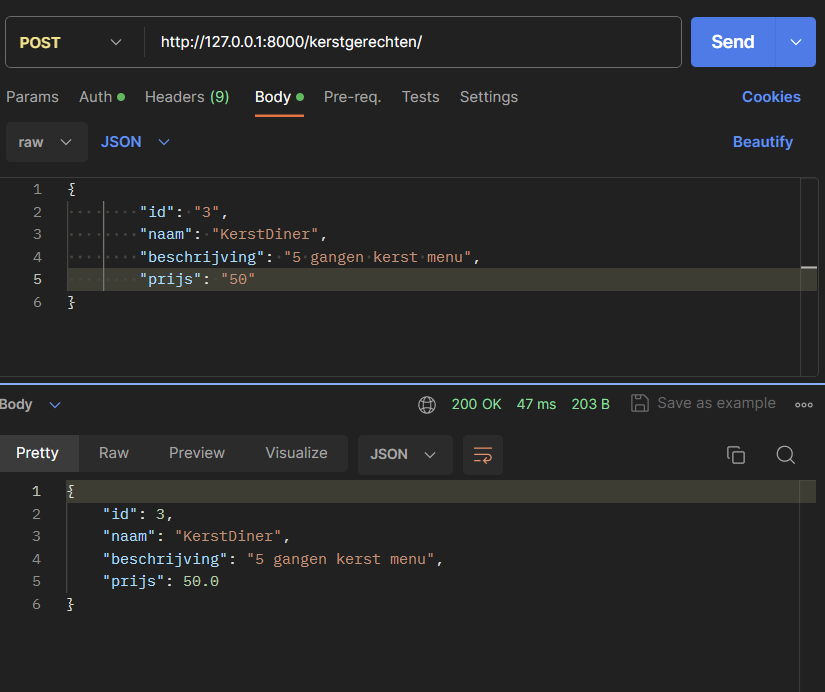 POST http://127.0.0.1:8000/kerstgerechten/ Send
Params Auth Headers (9) Body Pre-req. Tests Settings Cookies
raw JSON Beautify
1 {
2 "id": "3",
3 "naam": "KerstDiner",
4 "beschrijving": "5 gangen kerst menu",
5 "prijs": "50"
6 }
Body 200 OK 47 ms 203 B Save as example
Pretty Raw Preview Visualize JSON
1 {
2 "id": 3,
3 "naam": "KerstDiner",
4 "beschrijving": "5 gangen kerst menu",
5 "prijs": 50.0
6 }